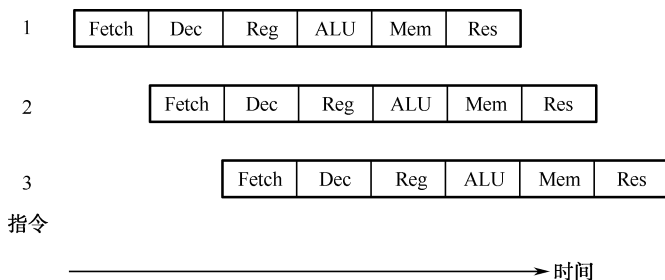 1 Fetch Dec Reg ALU Mem Res
2 Fetch Dec Reg ALU Mem Res
3 Fetch Dec Reg ALU Mem Res
指令
时间